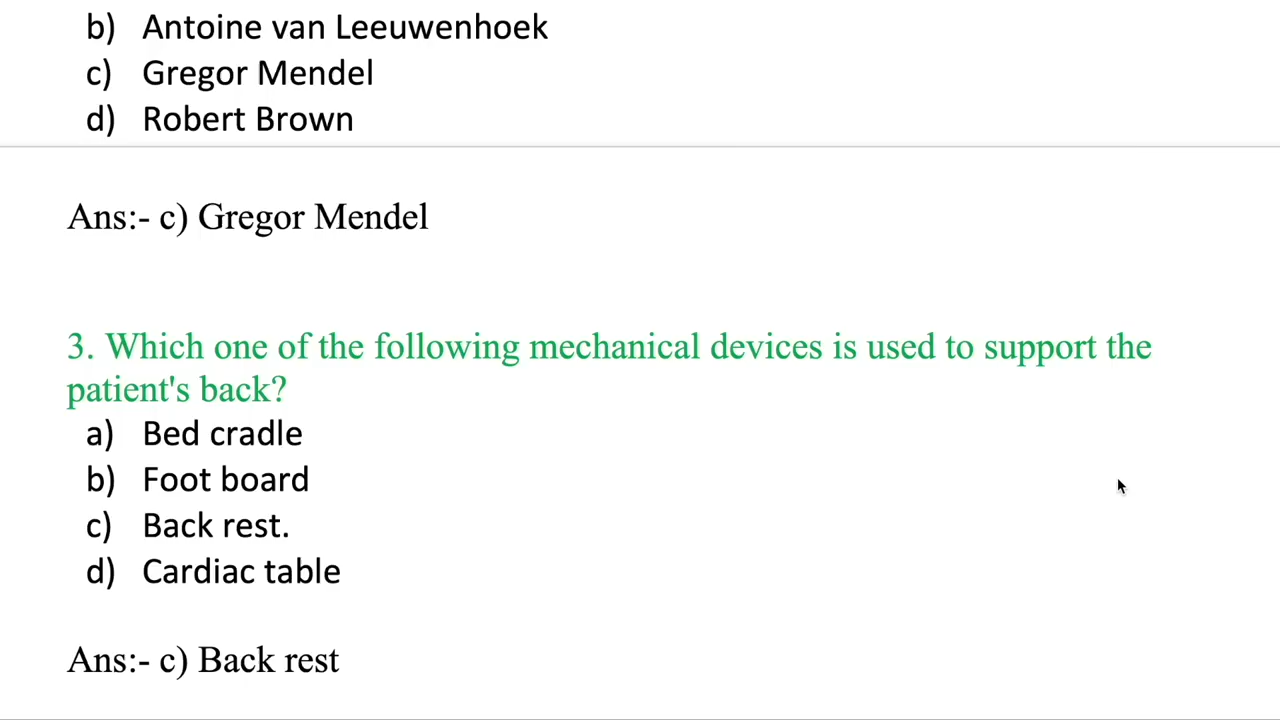 b) Antoine van Leeuwenhoek
c) Gregor Mendel
d) Robert Brown
Ans:- c) Gregor Mendel
3. Which one of the following mechanical devices is used to support the
patient's back?
a) Bed cradle
b) Foot board
c) Back rest.
d) Cardiac table
Ans:- c) Back rest